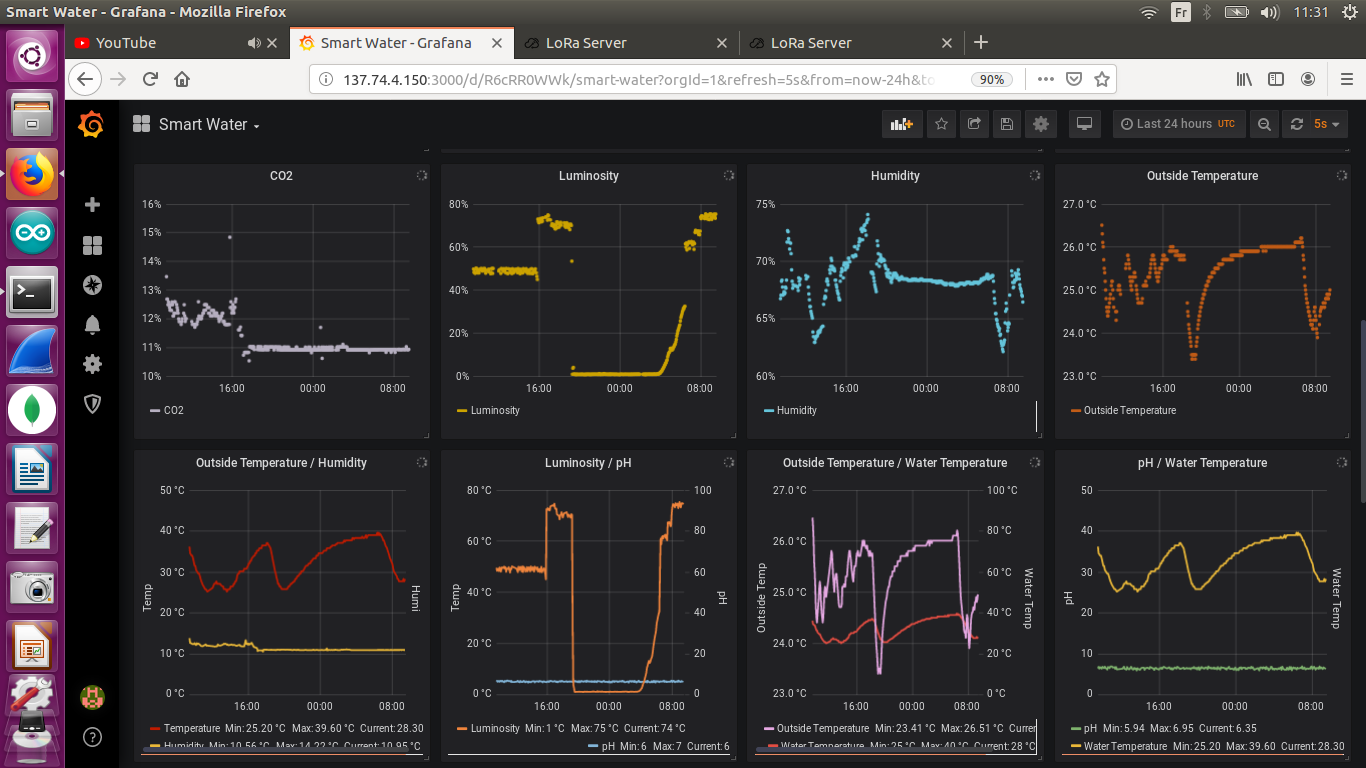 Smart Water - Grafana - Mozilla Firefox
Fr
11:31
YouTube
Smart Water - Grafana
LoRa Server
LoRa Server
137.74.4.150:3000/d/R6cRR0WWk/smart-water?orgId=1&refresh=5s&from=now-24h&to
90%
Smart Water
Last 24 hours UTC
5s
CO2
16%
15%
14%
13%
12%
11%
10%
16:00 00:00 08:00
CO2
Luminosity
80%
60%
40%
20%
0%
16:00 00:00 08:00
Luminosity
Humidity
75%
70%
65%
60%
16:00 00:00 08:00
Humidity
Outside Temperature
27.0 °C
26.0 °C
25.0 °C
24.0 °C
23.0 °C
16:00 00:00 08:00
Outside Temperature
Outside Temperature / Humidity
50 °C
40 °C
30 °C
20 °C
10 °C
0 °C
Temp
Humi
16:00 00:00 08:00
Temperature Min: 25.20 °C Max: 39.60 °C Current: 28.30
Humidity Min: 10.56 °C Max: 14.22 °C Current: 10.95 °C
Luminosity / pH
80 °C 100
80
60 °C
60
40 °C
40
20 °C
20
0 °C 0
Temp
pH
16:00 00:00 08:00
Luminosity Min: 1 °C Max: 75 °C Current: 74 °C
pH Min: 6 Max: 7 Current: 6
Outside Temperature / Water Temperature
27.0 °C 100 °C
80 °C
26.0 °C
60 °C
25.0 °C
40 °C
24.0 °C
20 °C
23.0 °C 0 °C
Outside Temp
Water Temp
16:00 00:00 08:00
Outside Temperature Min: 23.41 °C Max: 26.51 °C Curren
Water Temperature Min: 25 °C Max: 40 °C Current: 28 °C
pH / Water Temperature
50
40
30
20
10
0
pH
Water Temp
16:00 00:00 08:00
pH Min: 5.94 Max: 6.95 Current: 6.35
Water Temperature Min: 25.20 Max: 39.60 Current: 28.30